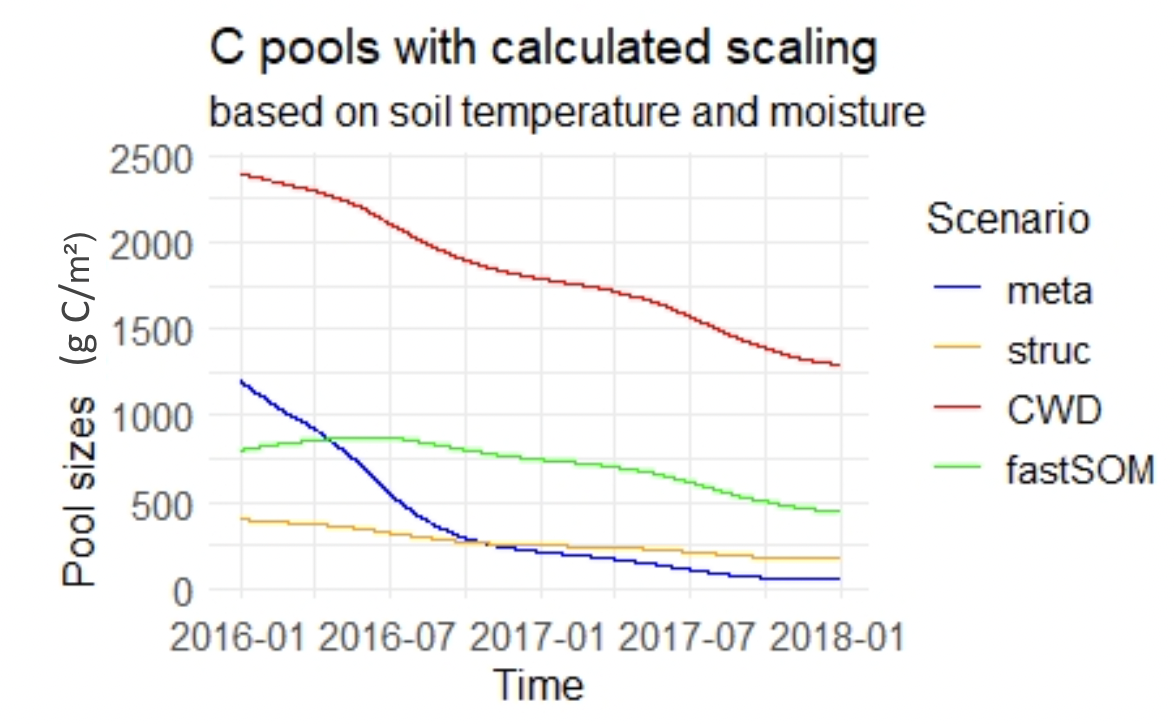 C pools with calculated scaling
based on soil temperature and moisture
Pool sizes (g C/m²)
2500
2000
1500
1000
500
0
2016-01 2016-07 2017-01 2017-07 2018-01
Time
Scenario
meta
struc
CWD
fastSOM